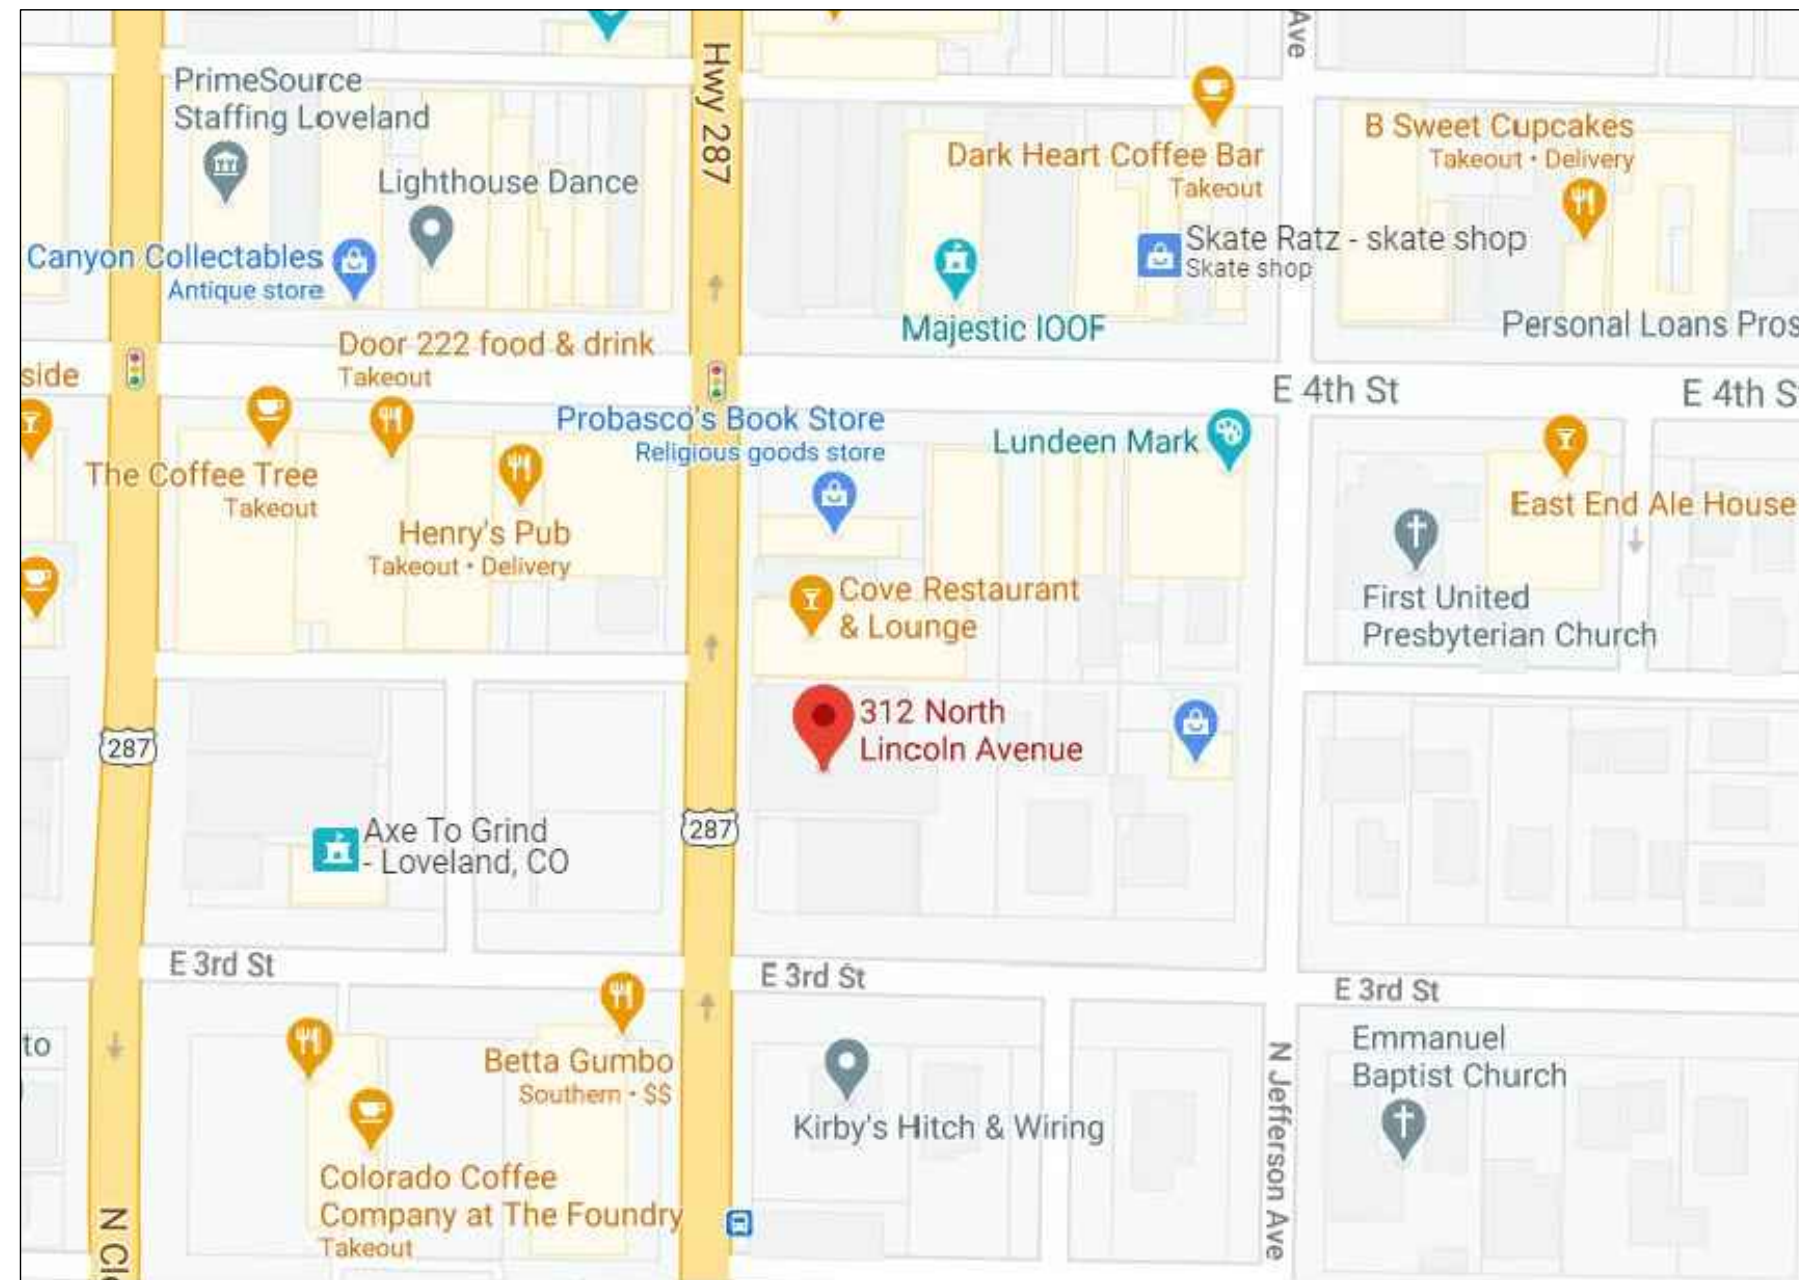 Ave
PrimeSource
Staffing Loveland
Hwy 287
B Sweet Cupcakes
Takeout • Delivery
Dark Heart Coffee Bar
Takeout
Lighthouse Dance
Canyon Collectables
Antique store
Skate Ratz - skate shop
Skate shop
Majestic IOOF
Personal Loans Pros
Door 222 food & drink
Takeout
side
E 4th St
E 4th S
Probasco's Book Store
Religious goods store
Lundeen Mark
The Coffee Tree
Takeout
East End Ale House
Henry's Pub
Takeout • Delivery
Cove Restaurant
& Lounge
First United
Presbyterian Church
312 North
Lincoln Avenue
287
287
Axe To Grind
- Loveland, CO
E 3rd St
E 3rd St
E 3rd St
to
Betta Gumbo
Southern • $$
Emmanuel
Baptist Church
Kirby's Hitch & Wiring
N Jefferson Ave
Colorado Coffee
Company at The Foundry
Takeout
N Cle